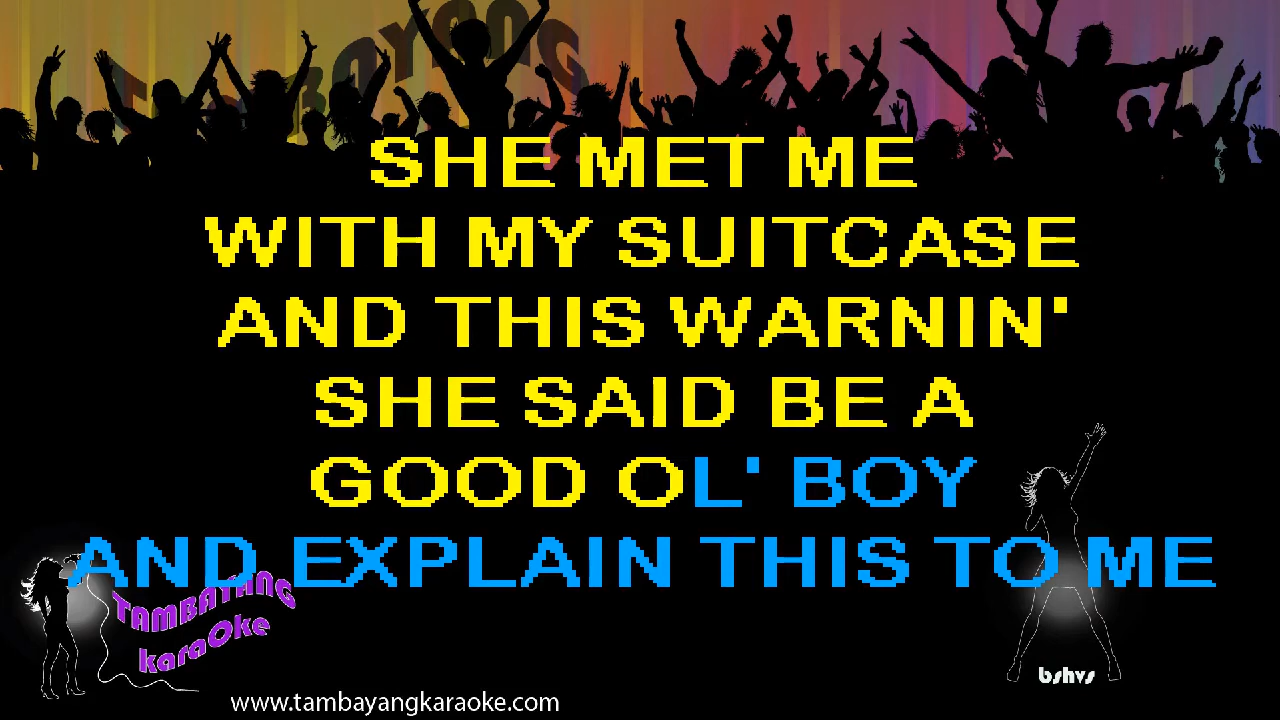 TAMBAYANG
SHE MET ME
WITH MY SUITCASE
AND THIS WARNIN'
SHE SAID BE A
GOOD OL' BOY
AND EXPLAIN THIS TO ME
TAMBAYANG
karaOke
bshvs
www.tambayangkaraoke.com